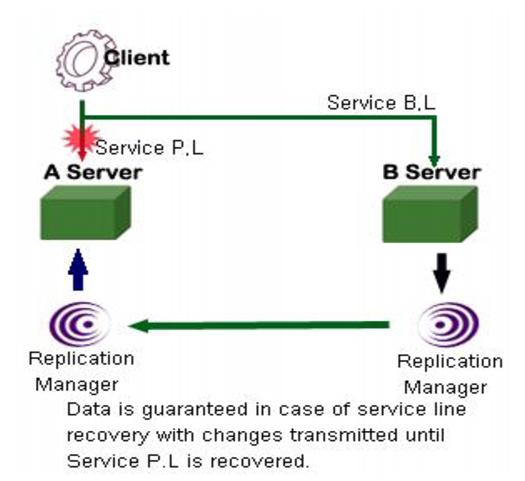 Client
Service B.L
Service P.L
A Server
B Server
Replication
Manager
Replication
Manager
Data is guaranteed in case of service line
recovery with changes transmitted until
Service P.L is recovered.